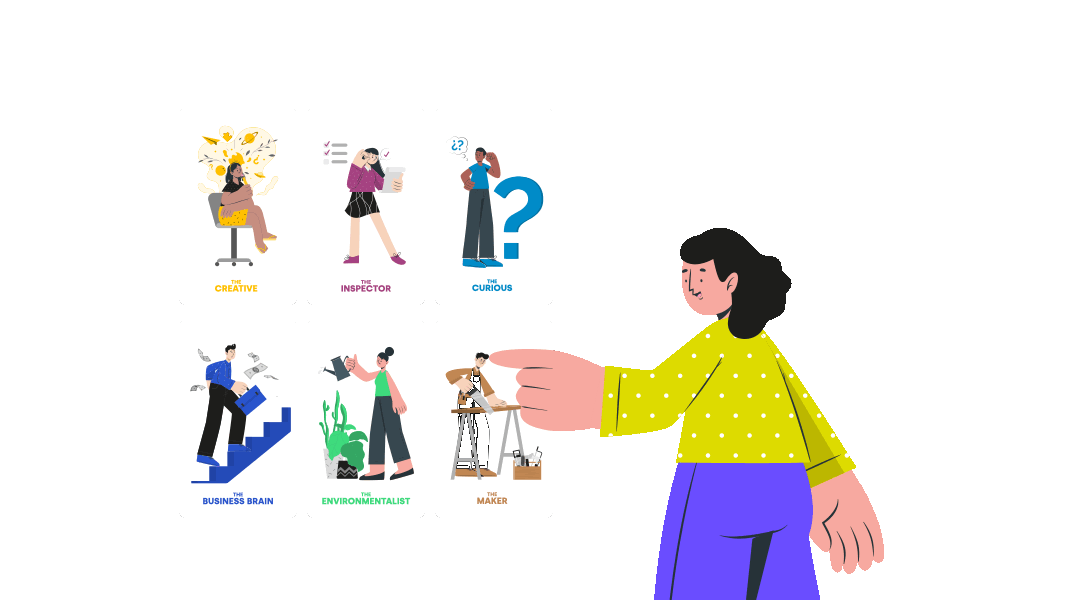 ¿?
THE
CREATIVE
THE
INSPECTOR
THE
CURIOUS
?
THE
BUSINESS BRAIN
THE
ENVIRONMENTALIST
THE
MAKER